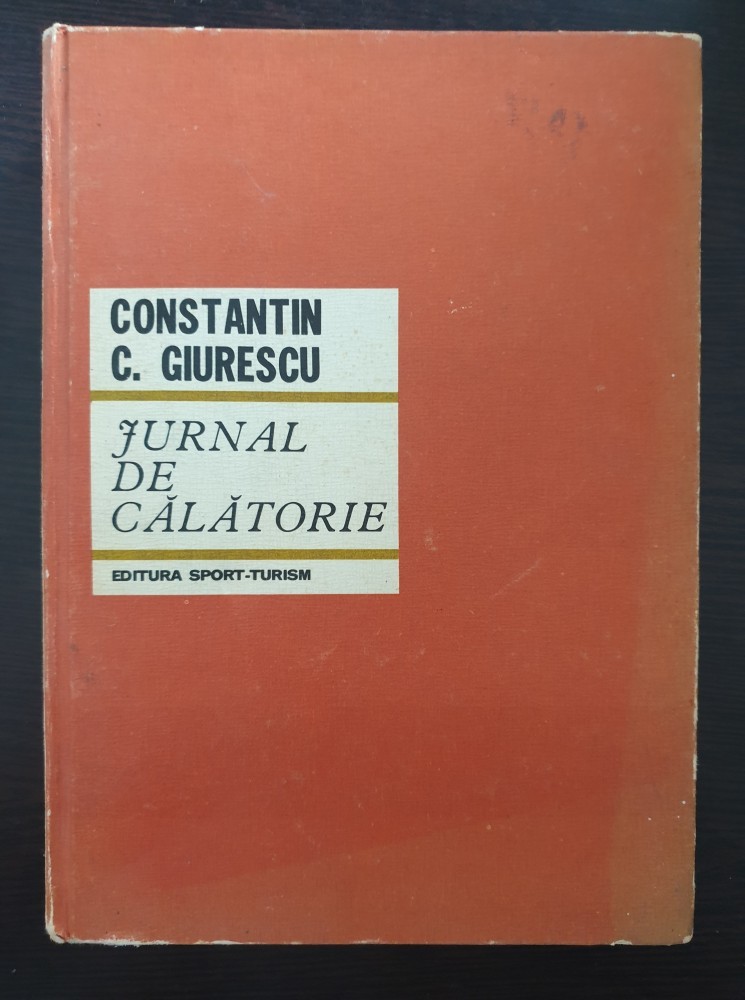 CONSTANTIN
C. GIURESCU
JURNAL
DE
CĂLĂTORIE
EDITURA SPORT-TURISM